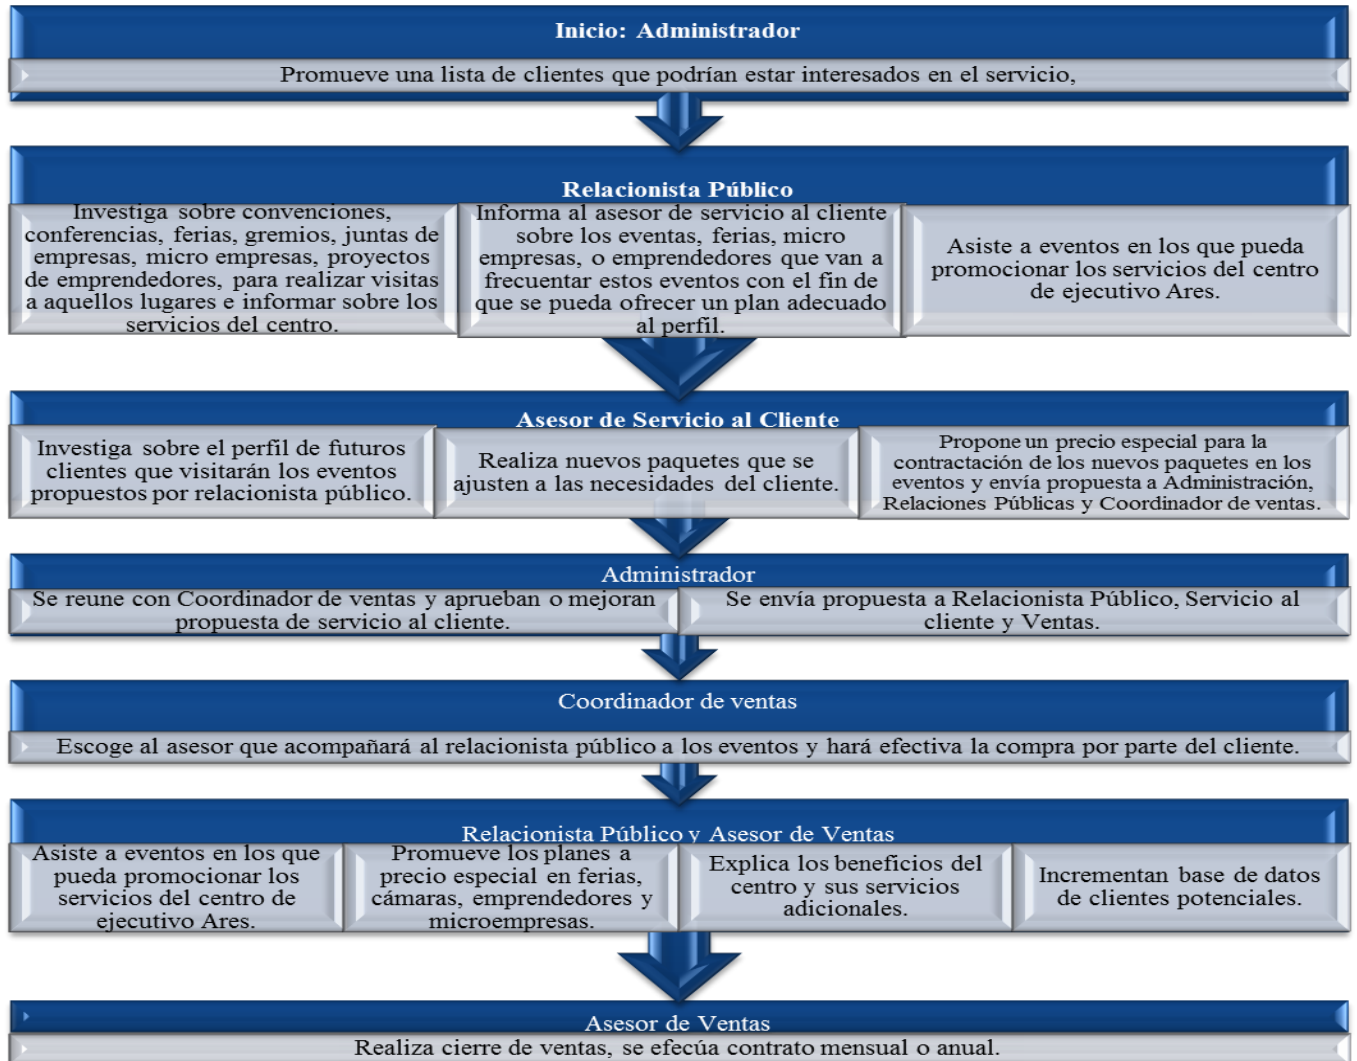 Inicio: Administrador
Promueve una lista de clientes que podrían estar interesados en el servicio,
Relacionista Público
Investiga sobre convenciones,
conferencias, ferias, gremios, juntas de
empresas, micro empresas, proyectos
de emprendedores, para realizar visitas
a aquellos lugares e informar sobre los
servicios del centro.
Informa al asesor de servicio al cliente
sobre los eventas, ferias, micro
empresas, o emprendedores que van a
frecuentar estos eventos con el fin de
que se pueda ofrecer un plan adecuado
al perfil.
Asiste a eventos en los que pueda
promocionar los servicios del centro
de ejecutivo Ares.
Asesor de Servicio al Cliente
Investiga sobre el perfil de futuros
clientes que visitarán los eventos
propuestos por relacionista público.
Realiza nuevos paquetes que se
ajusten a las necesidades del cliente.
Propone un precio especial para la
contractación de los nuevos paquetes en los
eventos y envía propuesta a Administración,
Relaciones Públicas y Coordinador de ventas.
Administrador
Se reune con Coordinador de ventas y aprueban o mejoran
propuesta de servicio al cliente.
Se envía propuesta a Relacionista Público, Servicio al
cliente y Ventas.
Coordinador de ventas
Escoge al asesor que acompañará al relacionista público a los eventos y hará efectiva la compra por parte del cliente.
Relacionista Público y Asesor de Ventas
Asiste a eventos en los que
pueda promocionar los
servicios del centro de
ejecutivo Ares.
Promueve los planes a
precio especial en ferias,
cámaras, emprendedores y
microempresas.
Explica los beneficios del
centro y sus servicios
adicionales.
Incrementan base de datos
de clientes potenciales.
Asesor de Ventas
Realiza cierre de ventas, se efecúa contrato mensual o anual.